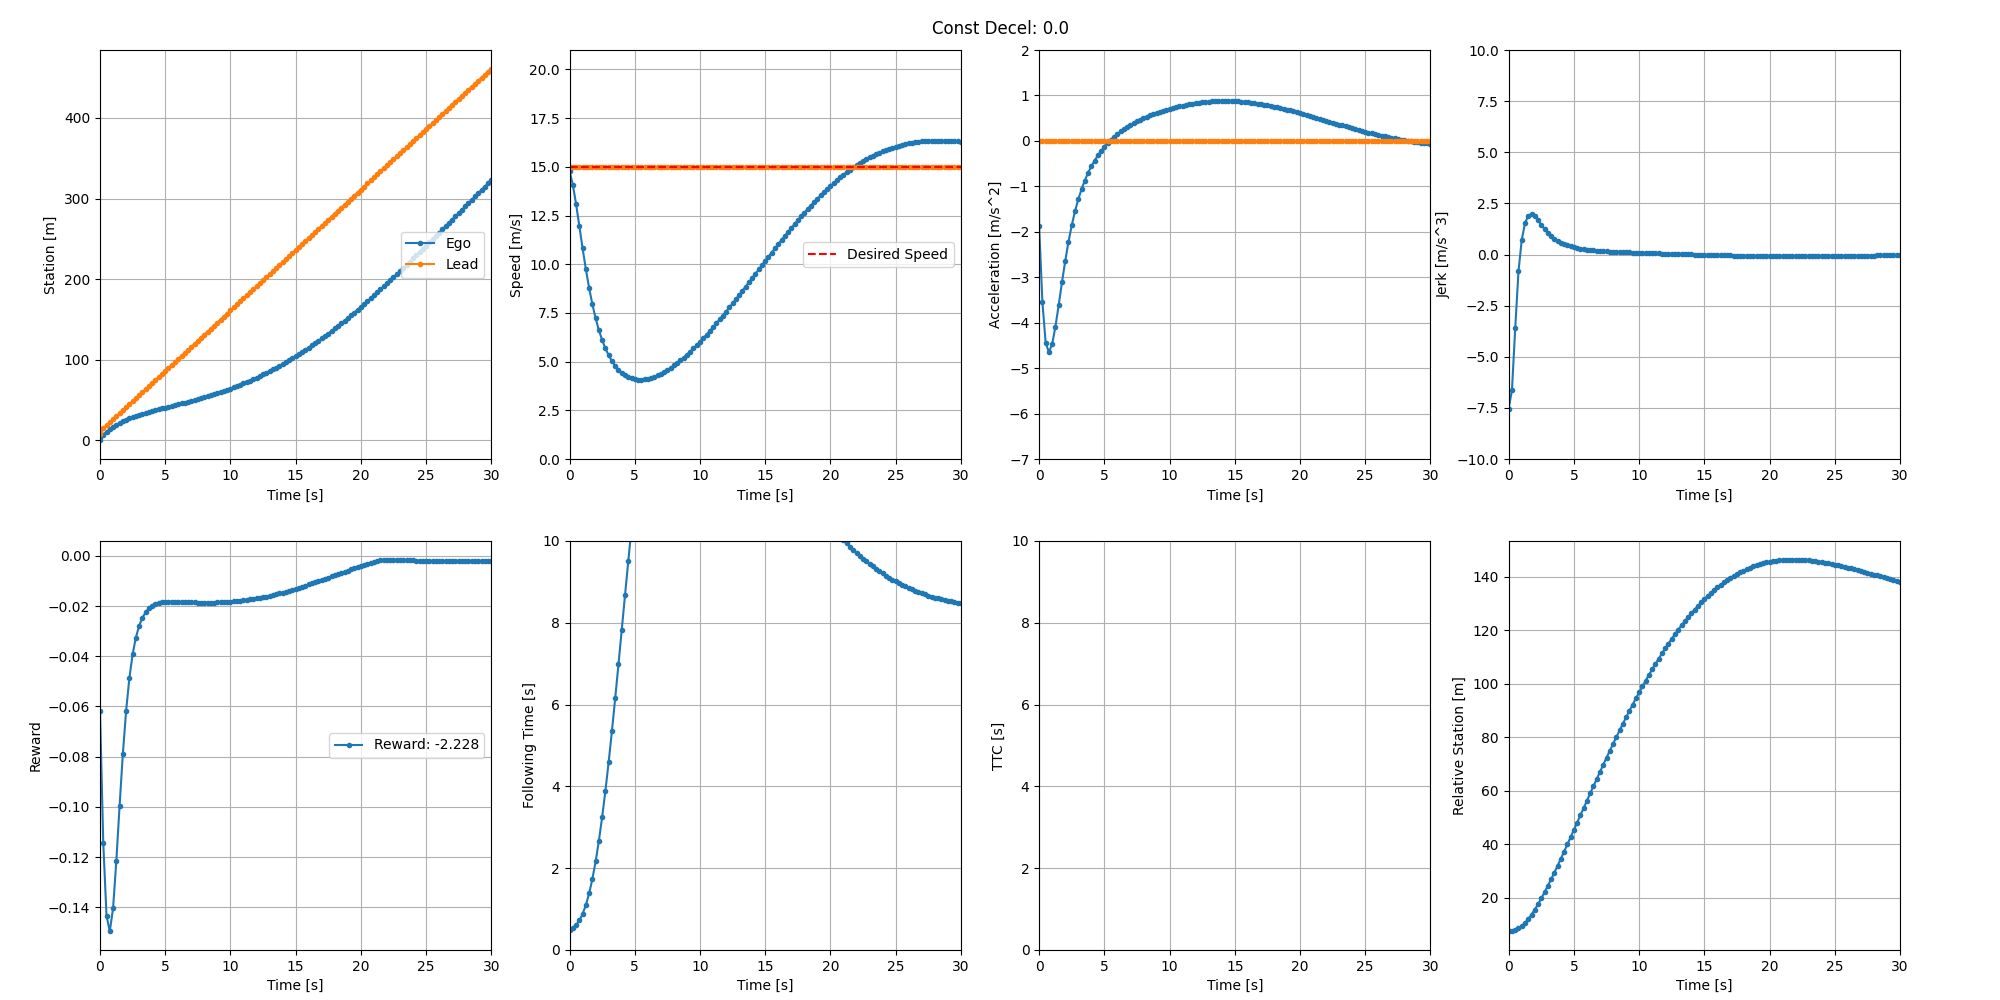 Const Decel: 0.0
Station [m]
400
300
200
100
0
0 5 10 15 20 25 30
Time [s]
Ego
Lead
Speed [m/s]
20.0
17.5
15.0
12.5
10.0
7.5
5.0
2.5
0.0
0 5 10 15 20 25 30
Time [s]
Desired Speed
Acceleration [m/s^2]
2
1
0
−1
−2
−3
−4
−5
−6
−7
0 5 10 15 20 25 30
Time [s]
Jerk [m/s^3]
10.0
7.5
5.0
2.5
0.0
−2.5
−5.0
−7.5
−10.0
0 5 10 15 20 25 30
Time [s]
Reward
0.00
−0.02
−0.04
−0.06
−0.08
−0.10
−0.12
−0.14
0 5 10 15 20 25 30
Time [s]
Reward: -2.228
Following Time [s]
10
8
6
4
2
0
0 5 10 15 20 25 30
Time [s]
TTC [s]
10
8
6
4
2
0
0 5 10 15 20 25 30
Time [s]
Relative Station [m]
140
120
100
80
60
40
20
0 5 10 15 20 25 30
Time [s]